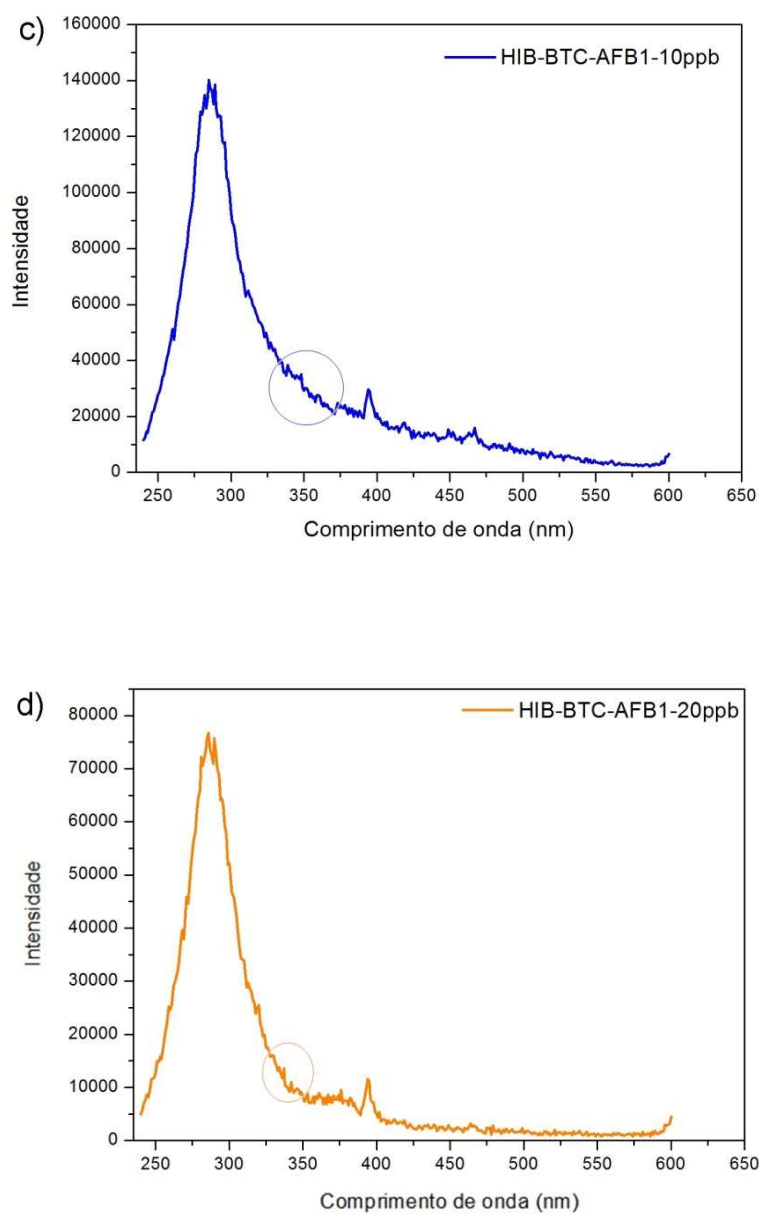 c)
160000
HIB-BTC-AFB1-10ppb
140000
120000
100000
80000
60000
40000
20000
0
Intensidade
250 300 350 400 450 500 550 600 650
Comprimento de onda (nm)
d)
80000
HIB-BTC-AFB1-20ppb
70000
60000
50000
40000
30000
20000
10000
0
Intensidade
250 300 350 400 450 500 550 600 650
Comprimento de onda (nm)